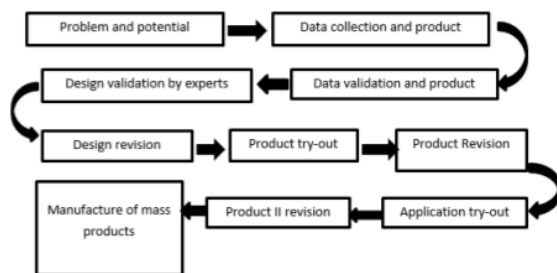 Problem and potential
Data collection and product
Data validation and product
Design validation by experts
Design revision
Product try-out
Product Revision
Application try-out
Product II revision
Manufacture of mass
products